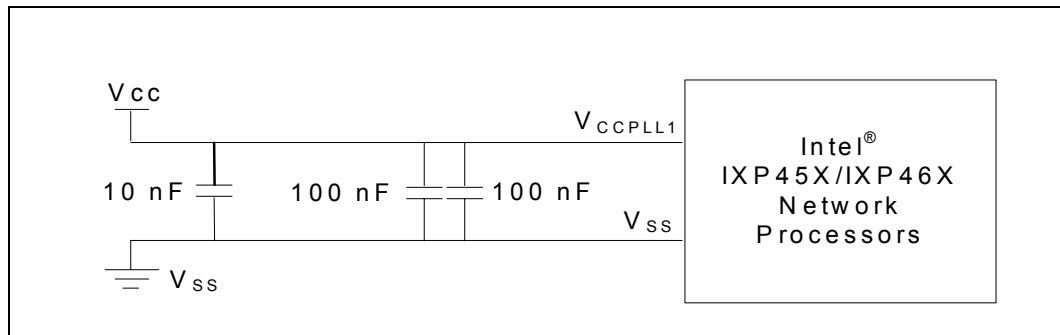 Vcc
VCCPLL1
10 nF
100 nF
100 nF
VSS
VSS
Intel®
IXP45X/IXP46X
Network
Processors